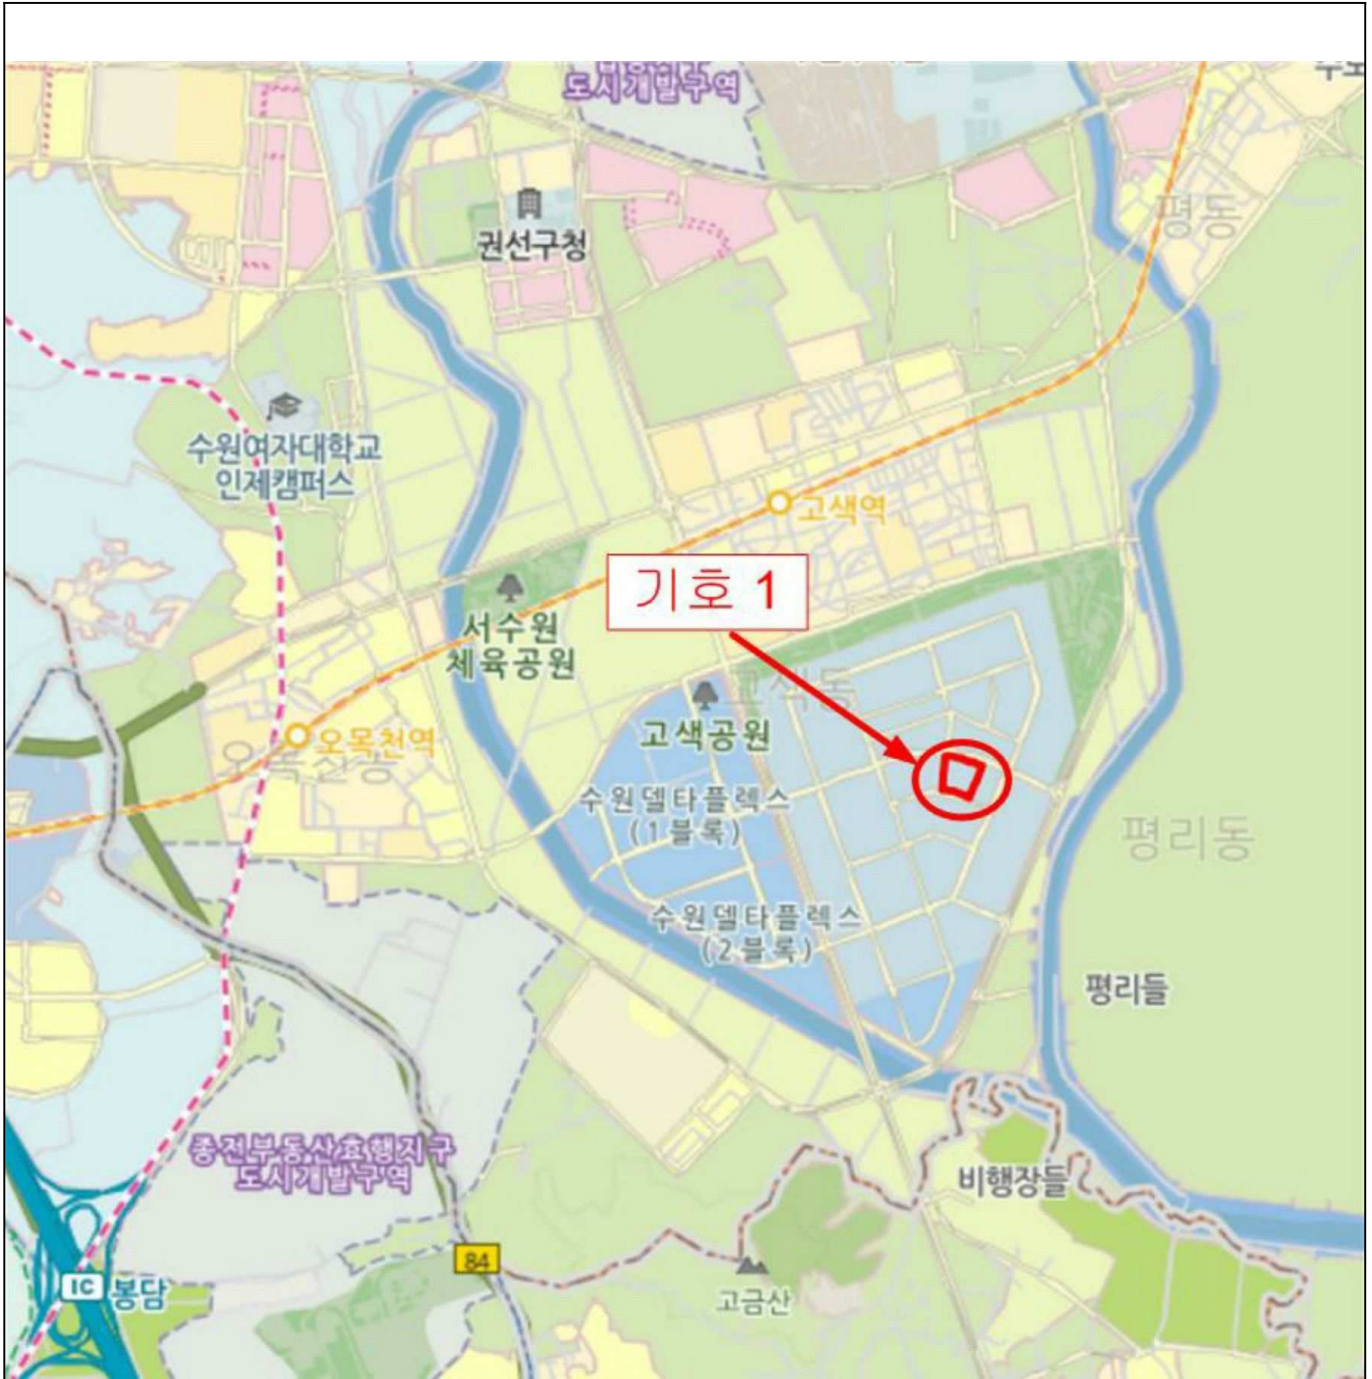 도시개발구역
권선구청
평동
수원여자대학교
인제캠퍼스
고색역
기호 1
서수원
체육공원
고색동
고색공원
오목천역
오목천동
수원델타플렉스
(1블록)
평리동
수원델타플렉스
(2블록)
평리들
종전부동산효행지구
도시개발구역
비행장들
84
IC 봉담
고금산